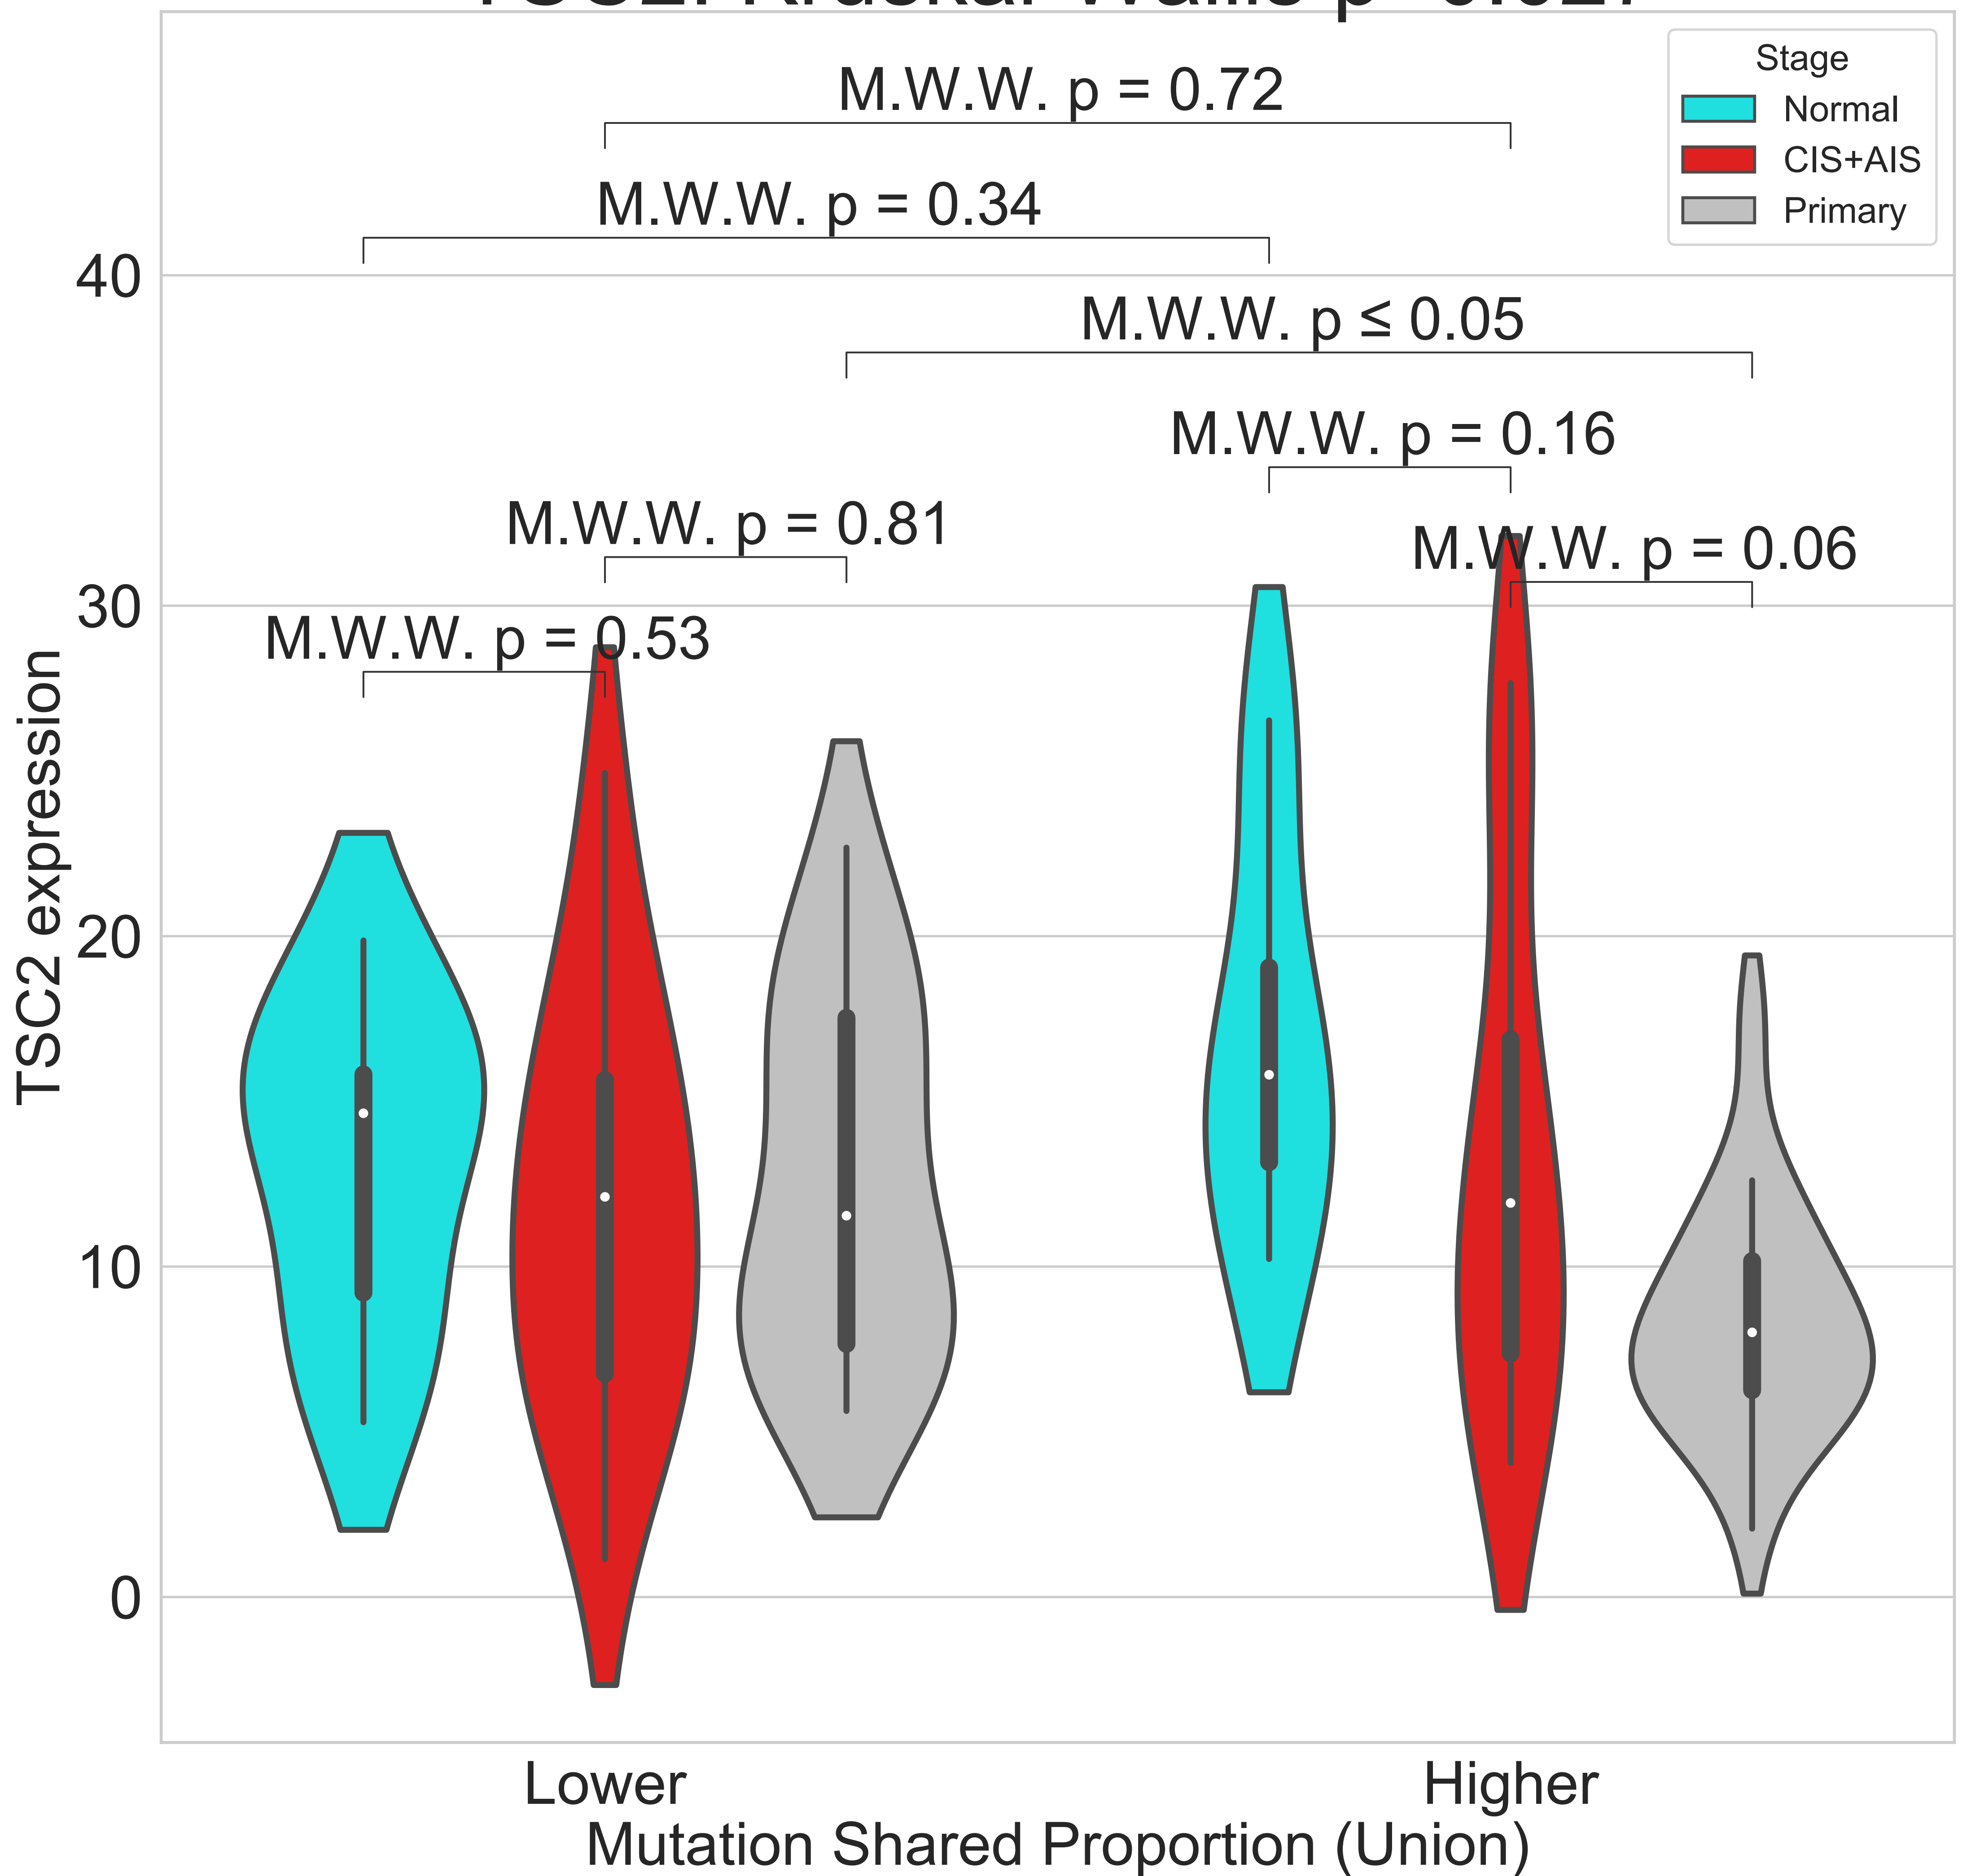 Stage
Normal
CIS+AIS
Primary
M.W.W. p = 0.72
M.W.W. p = 0.34
M.W.W. p ≤ 0.05
M.W.W. p = 0.16
M.W.W. p = 0.81
M.W.W. p = 0.06
M.W.W. p = 0.53
40
30
20
10
0
TSC2 expression
Lower
Higher
Mutation Shared Proportion (Union)